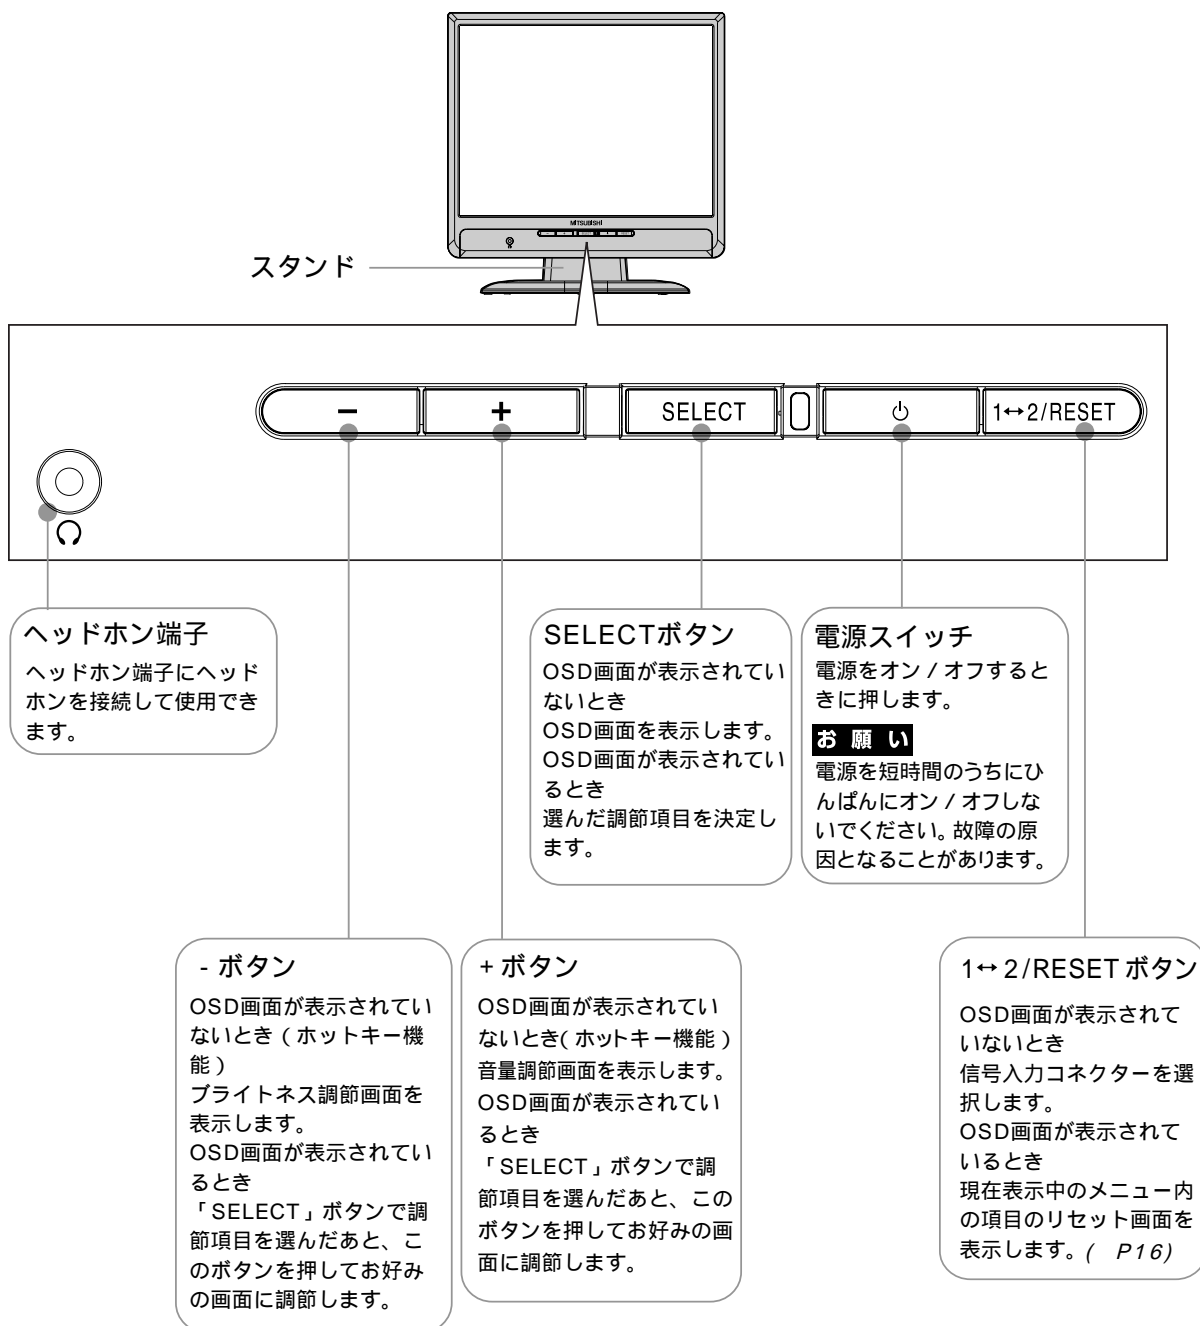 MITSUBISHI
スタンド
−
+
SELECT
1↔2/RESET
ヘッドホン端子
ヘッドホン端子にヘッド
ホンを接続して使用でき
ます。
SELECTボタン
OSD画面が表示されてい
ないとき
OSD画面を表示します。
OSD画面が表示されてい
るとき
選んだ調節項目を決定し
ます。
電源スイッチ
電源をオン / オフすると
きに押します。
お 願 い
電源を短時間のうちにひ
んぱんにオン / オフしな
いでください。故障の原
因となることがあります。
- ボタン
OSD画面が表示されてい
ないとき ( ホットキー機
能 )
ブライトネス調節画面を
表示します。
OSD画面が表示されてい
るとき
「SELECT」ボタンで調
節項目を選んだあと、こ
のボタンを押してお好み
の画面に調節します。
+ ボタン
OSD画面が表示されてい
ないとき( ホットキー機能 )
音量調節画面を表示します。
OSD画面が表示されてい
るとき
「SELECT」ボタンで調
節項目を選んだあと、この
ボタンを押してお好みの画
面に調節します。
1↔2/RESET ボタン
OSD画面が表示されて
いないとき
信号入力コネクターを選
択します。
OSD画面が表示されて
いるとき
現在表示中のメニュー内
の項目のリセット画面を
表示します。( P16)